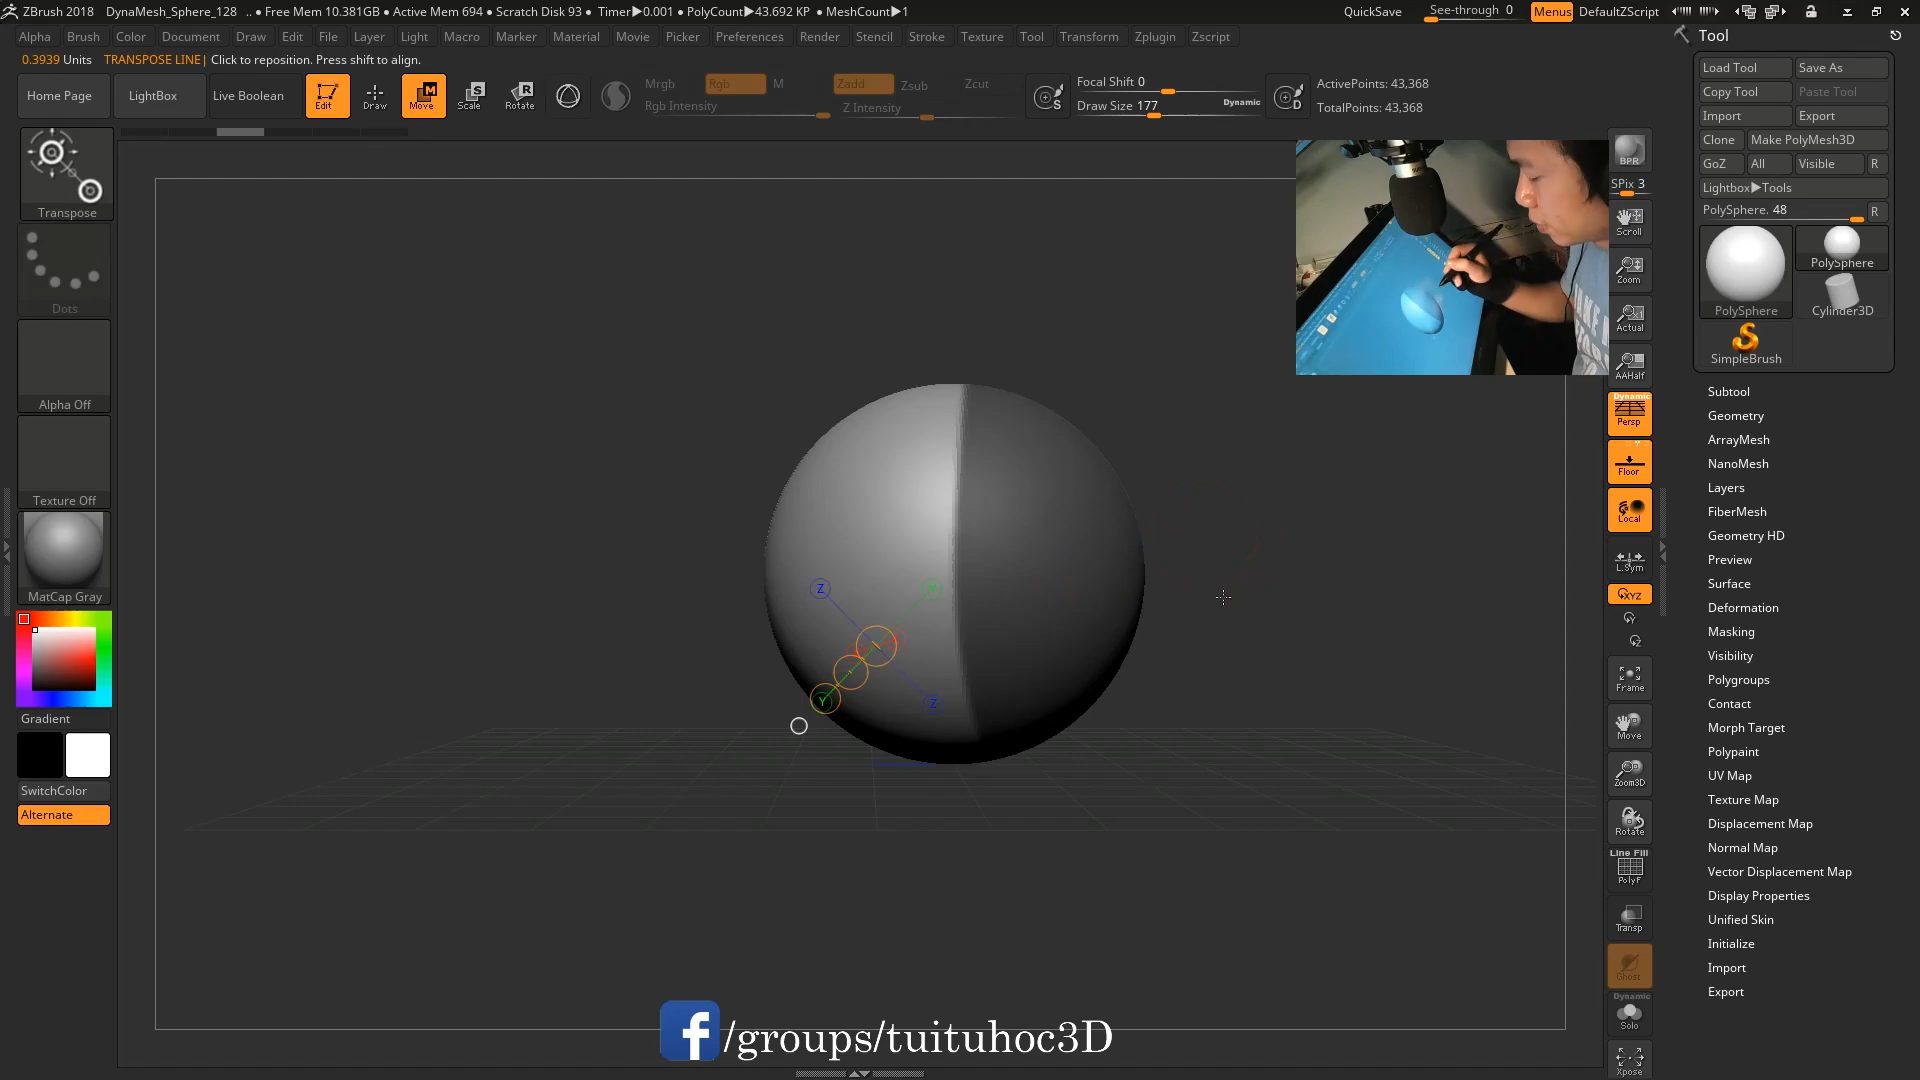 ZBrush 2018 DynaMesh_Sphere_128 .. • Free Mem 10.381GB • Active Mem 694 • Scratch Disk 93 • Timer▶0.001 • PolyCount▶43.692 KP • MeshCount▶1 QuickSave See-through 0 Menus DefaultZScript
Alpha Brush Color Document Draw Edit File Layer Light Macro Marker Material Movie Picker Preferences Render Stencil Stroke Texture Tool Transform Zplugin Zscript
0.3939 Units TRANSPOSE LINE| Click to reposition. Press shift to align.
Home Page LightBox Live Boolean Edit Draw Move Scale Rotate
M S R
Mrgb Rgb M Zadd Zsub Zcut
Rgb Intensity Z Intensity
S Focal Shift 0
Draw Size 177 Dynamic D
ActivePoints: 43,368
TotalPoints: 43,368
Transpose
Dots
Alpha Off
Texture Off
MatCap Gray
Gradient
SwitchColor
Alternate
Z Y
Y Z
BPR
SPix 3
Scroll
Zoom
Actual
AAHalf
Dynamic
Persp
Floor
Local
L.Sym
XYZ
Y
Z
Frame
Move
Zoom3D
Rotate
Line Fill
PolyF
Transp
Ghost
Dynamic
Solo
Xpose
Tool
Load Tool Save As
Copy Tool Paste Tool
Import Export
Clone Make PolyMesh3D
GoZ All Visible R
Lightbox▶Tools
PolySphere. 48 R
PolySphere PolySphere
Cylinder3D
SimpleBrush
Subtool
Geometry
ArrayMesh
NanoMesh
Layers
FiberMesh
Geometry HD
Preview
Surface
Deformation
Masking
Visibility
Polygroups
Contact
Morph Target
Polypaint
UV Map
Texture Map
Displacement Map
Normal Map
Vector Displacement Map
Display Properties
Unified Skin
Initialize
Import
Export
f /groups/tuituhoc3D